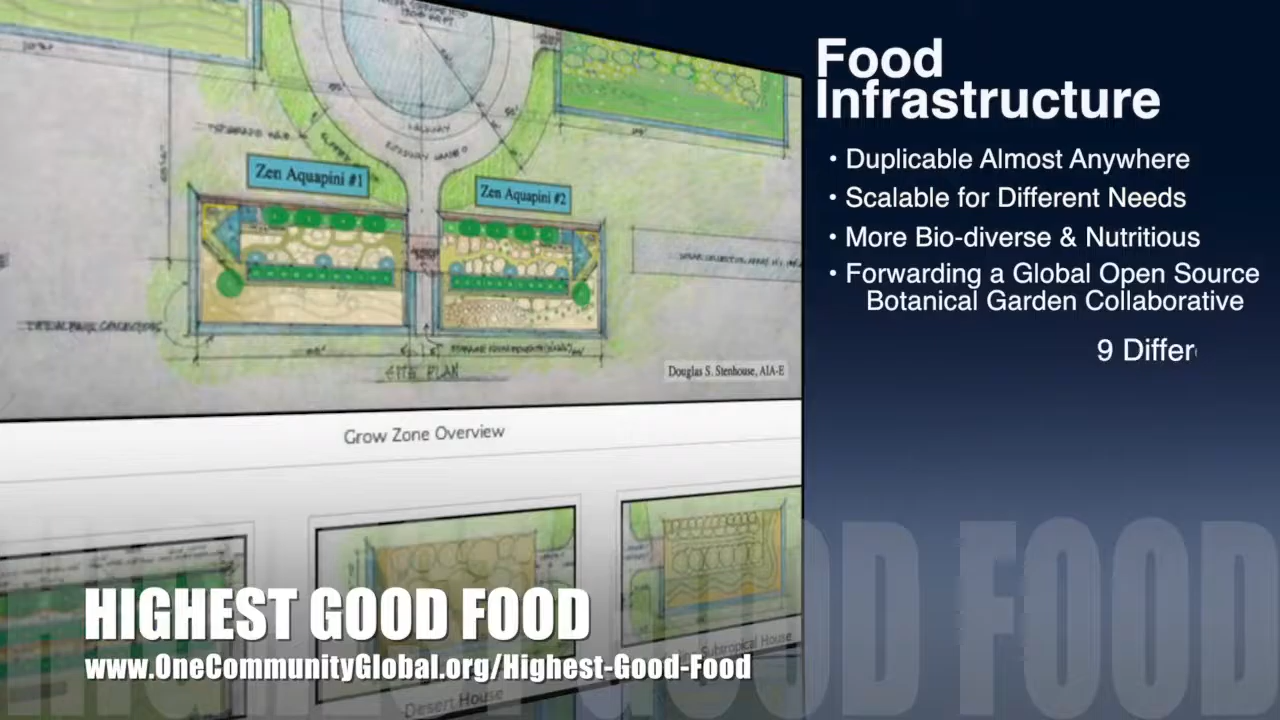 Food
Infrastructure
• Duplicable Almost Anywhere
• Scalable for Different Needs
• More Bio-diverse & Nutritious
• Forwarding a Global Open Source
Botanical Garden Collaborative
9 Differ
Zen Aquapini #1
Zen Aquapini #2
SITE PLAN
Douglas S. Stenhouse, AIA-E
Grow Zone Overview
Subtropical House
Desert House
HIGHEST GOOD FOOD
www.OneCommunityGlobal.org/Highest-Good-Food
GOOD FOOD